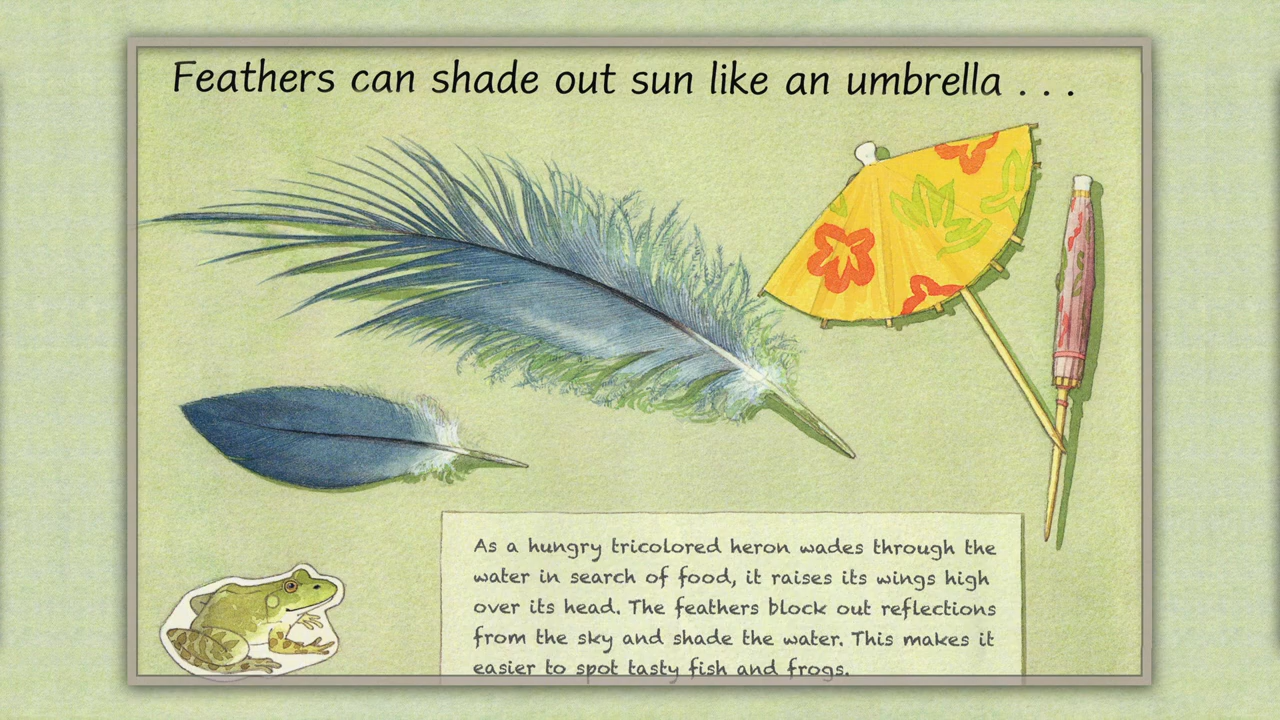 Feathers can shade out sun like an umbrella . . .
As a hungry tricolored heron wades through the
water in search of food, it raises its wings high
over its head. The feathers block out reflections
from the sky and shade the water. This makes it
easier to spot tasty fish and frogs.